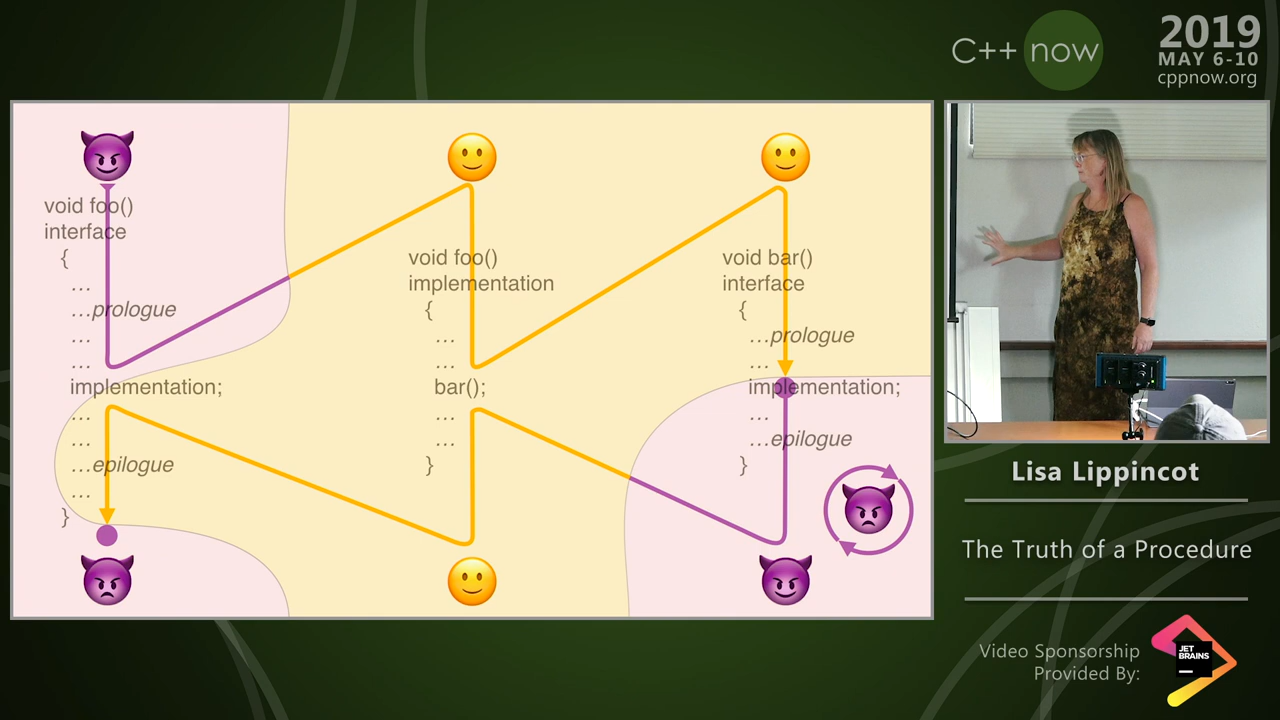 C++ now
2019
MAY 6-10
cppnow.org
void foo()
interface
{
…
…prologue
…
…
implementation;
…
…
…epilogue
…
}
void foo()
implementation
{
…
…
bar();
…
…
}
void bar()
interface
{
…prologue
…
implementation;
…
…epilogue
}
Lisa Lippincot
The Truth of a Procedure
Video Sponsorship
Provided By:
JET
BRAINS